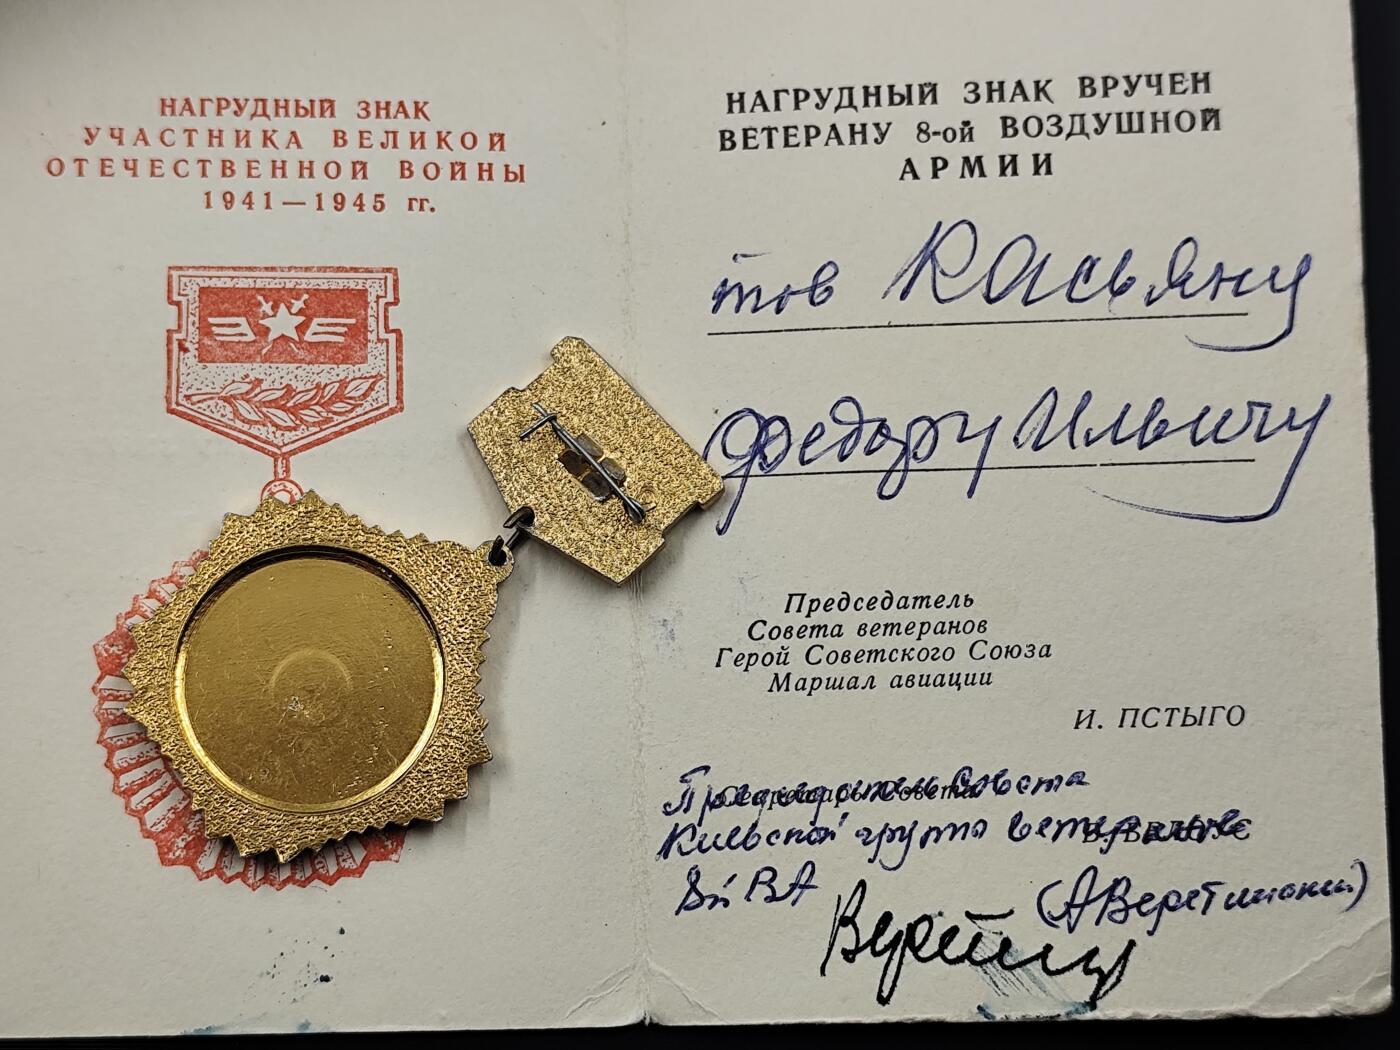 НАГРУДНЫЙ ЗНАК
УЧАСТНИКА ВЕЛИКОЙ
ОТЕЧЕСТВЕННОЙ ВОЙНЫ
1941—1945 гг.
НАГРУДНЫЙ ЗНАК ВРУЧЕН
ВЕТЕРАНУ 8-ой ВОЗДУШНОЙ
АРМИИ
тов Касьяну
Федору Ильичу
Председатель
Совета ветеранов
Герой Советского Союза
Маршал авиации
И. ПСТЫГО
Председатель Совета
Киевской группы ветеранов
8й ВА